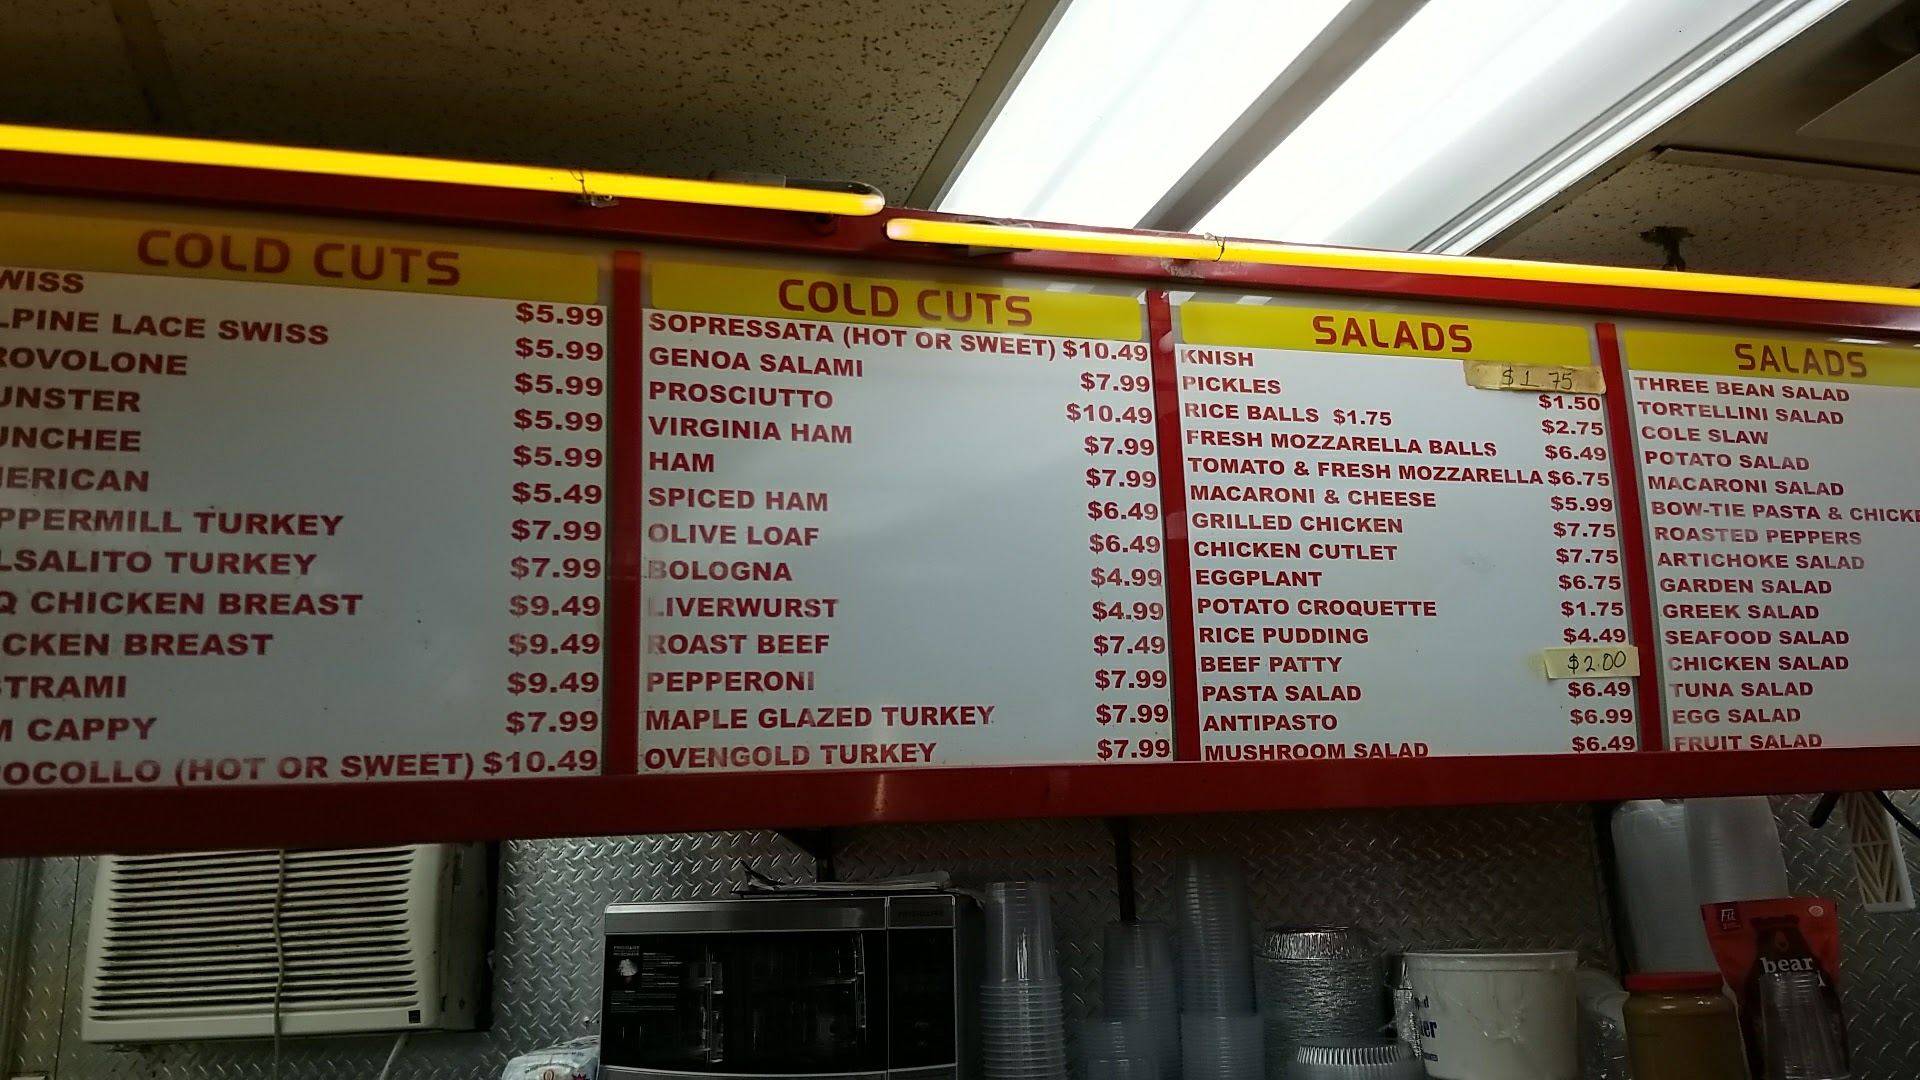 COLD CUTS
WISS $5.99
LPINE LACE SWISS $5.99
ROVOLONE $5.99
UNSTER $5.99
UNCHEE $5.99
ERICAN $5.49
PPERMILL TURKEY $7.99
LSALITO TURKEY $7.99
Q CHICKEN BREAST $9.49
CKEN BREAST $9.49
STRAMI $9.49
M CAPPY $7.99
POCOLLO (HOT OR SWEET) $10.49
COLD CUTS
SOPRESSATA (HOT OR SWEET) $10.49
GENOA SALAMI $7.99
PROSCIUTTO $10.49
VIRGINIA HAM $7.99
HAM $7.99
SPICED HAM $6.49
OLIVE LOAF $6.49
BOLOGNA $4.99
LIVERWURST $4.99
ROAST BEEF $7.49
PEPPERONI $7.99
MAPLE GLAZED TURKEY $7.99
OVENGOLD TURKEY $7.99
SALADS
KNISH $1.75
PICKLES $1.50
RICE BALLS $1.75 $2.75
FRESH MOZZARELLA BALLS $6.49
TOMATO & FRESH MOZZARELLA $6.75
MACARONI & CHEESE $5.99
GRILLED CHICKEN $7.75
CHICKEN CUTLET $7.75
EGGPLANT $6.75
POTATO CROQUETTE $1.75
RICE PUDDING $4.49
BEEF PATTY $2.00
PASTA SALAD $6.49
ANTIPASTO $6.99
MUSHROOM SALAD $6.49
SALADS
THREE BEAN SALAD
TORTELLINI SALAD
COLE SLAW
POTATO SALAD
MACARONI SALAD
BOW-TIE PASTA & CHICKE
ROASTED PEPPERS
ARTICHOKE SALAD
GARDEN SALAD
GREEK SALAD
SEAFOOD SALAD
CHICKEN SALAD
TUNA SALAD
EGG SALAD
FRUIT SALAD
FRIGIDAIRE
bear